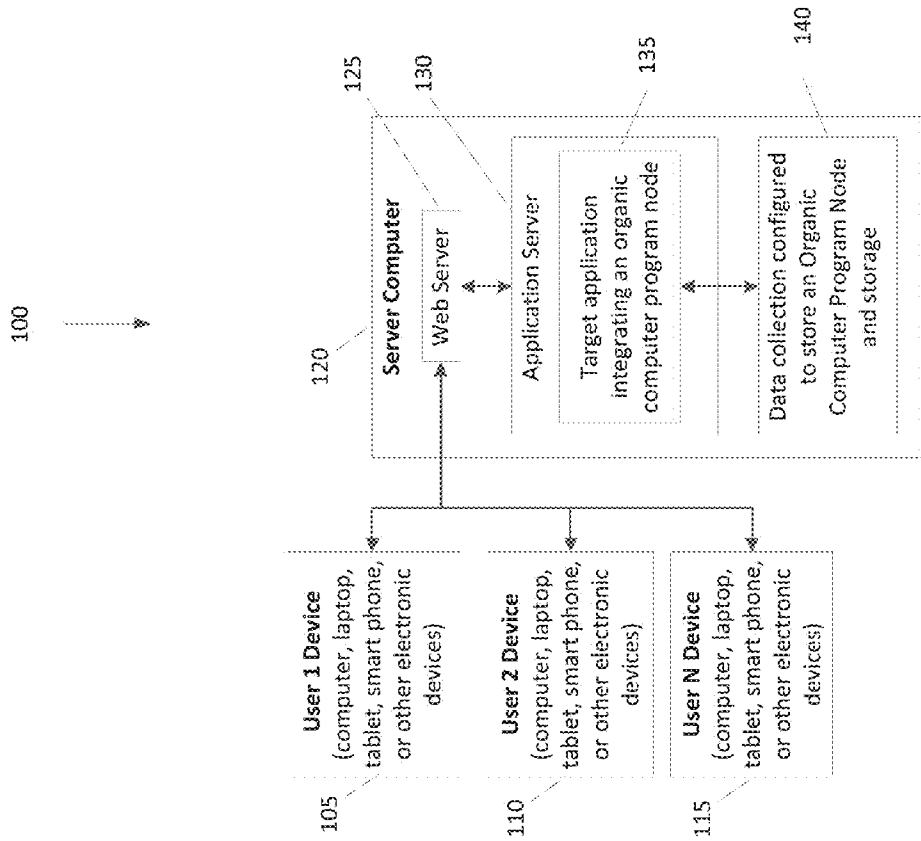 100
User 1 Device
(computer, laptop,
tablet, smart phone,
or other electronic
devices)
105
User 2 Device
(computer, laptop,
tablet, smart phone,
or other electronic
devices)
110
User N Device
(computer, laptop,
tablet, smart phone,
or other electronic
devices)
115
120
Server Computer
Web Server
125
Application Server
130
Target application
integrating an organic
computer program node
135
Data collection configured
to store an Organic
Computer Program Node
and storage
140